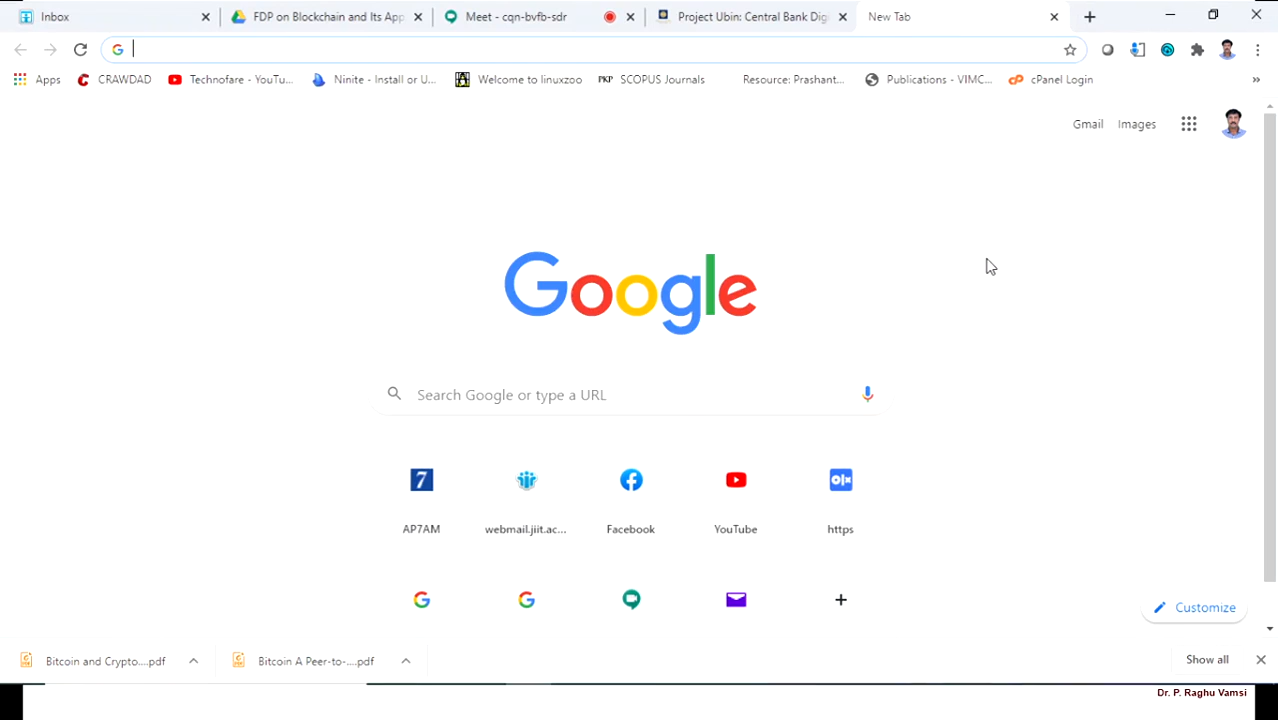 Inbox
FDP on Blockchain and Its App
Meet - cqn-bvfb-sdr
Project Ubin: Central Bank Dig
New Tab
Apps
CRAWDAD
Technofare - YouTu...
Ninite - Install or U...
Welcome to linuxzoo
PKP SCOPUS Journals
Resource: Prashant...
Publications - VIMC...
cPanel Login
Gmail
Images
Google
Search Google or type a URL
7
olx
AP7AM
webmail.jiit.ac...
Facebook
YouTube
https
Customize
Bitcoin and Crypto....pdf
Bitcoin A Peer-to-....pdf
Show all
Dr. P. Raghu Vamsi